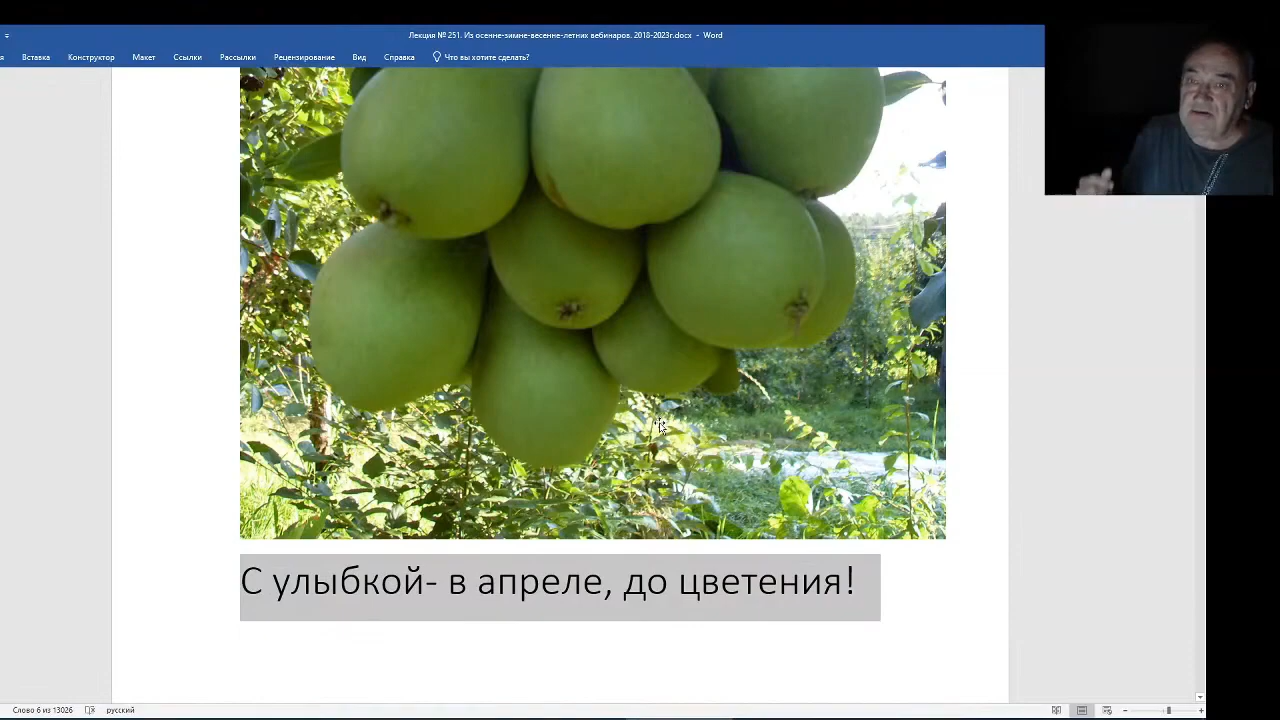 Лекция № 251. Из осенне-зимне-весенне-летних вебинаров. 2018-2023г.docx - Word
Вставка Конструктор Макет Ссылки Рассылки Рецензирование Вид Справка Что вы хотите сделать?
С улыбкой- в апреле, до цветения!
Слово 6 из 13026 русский